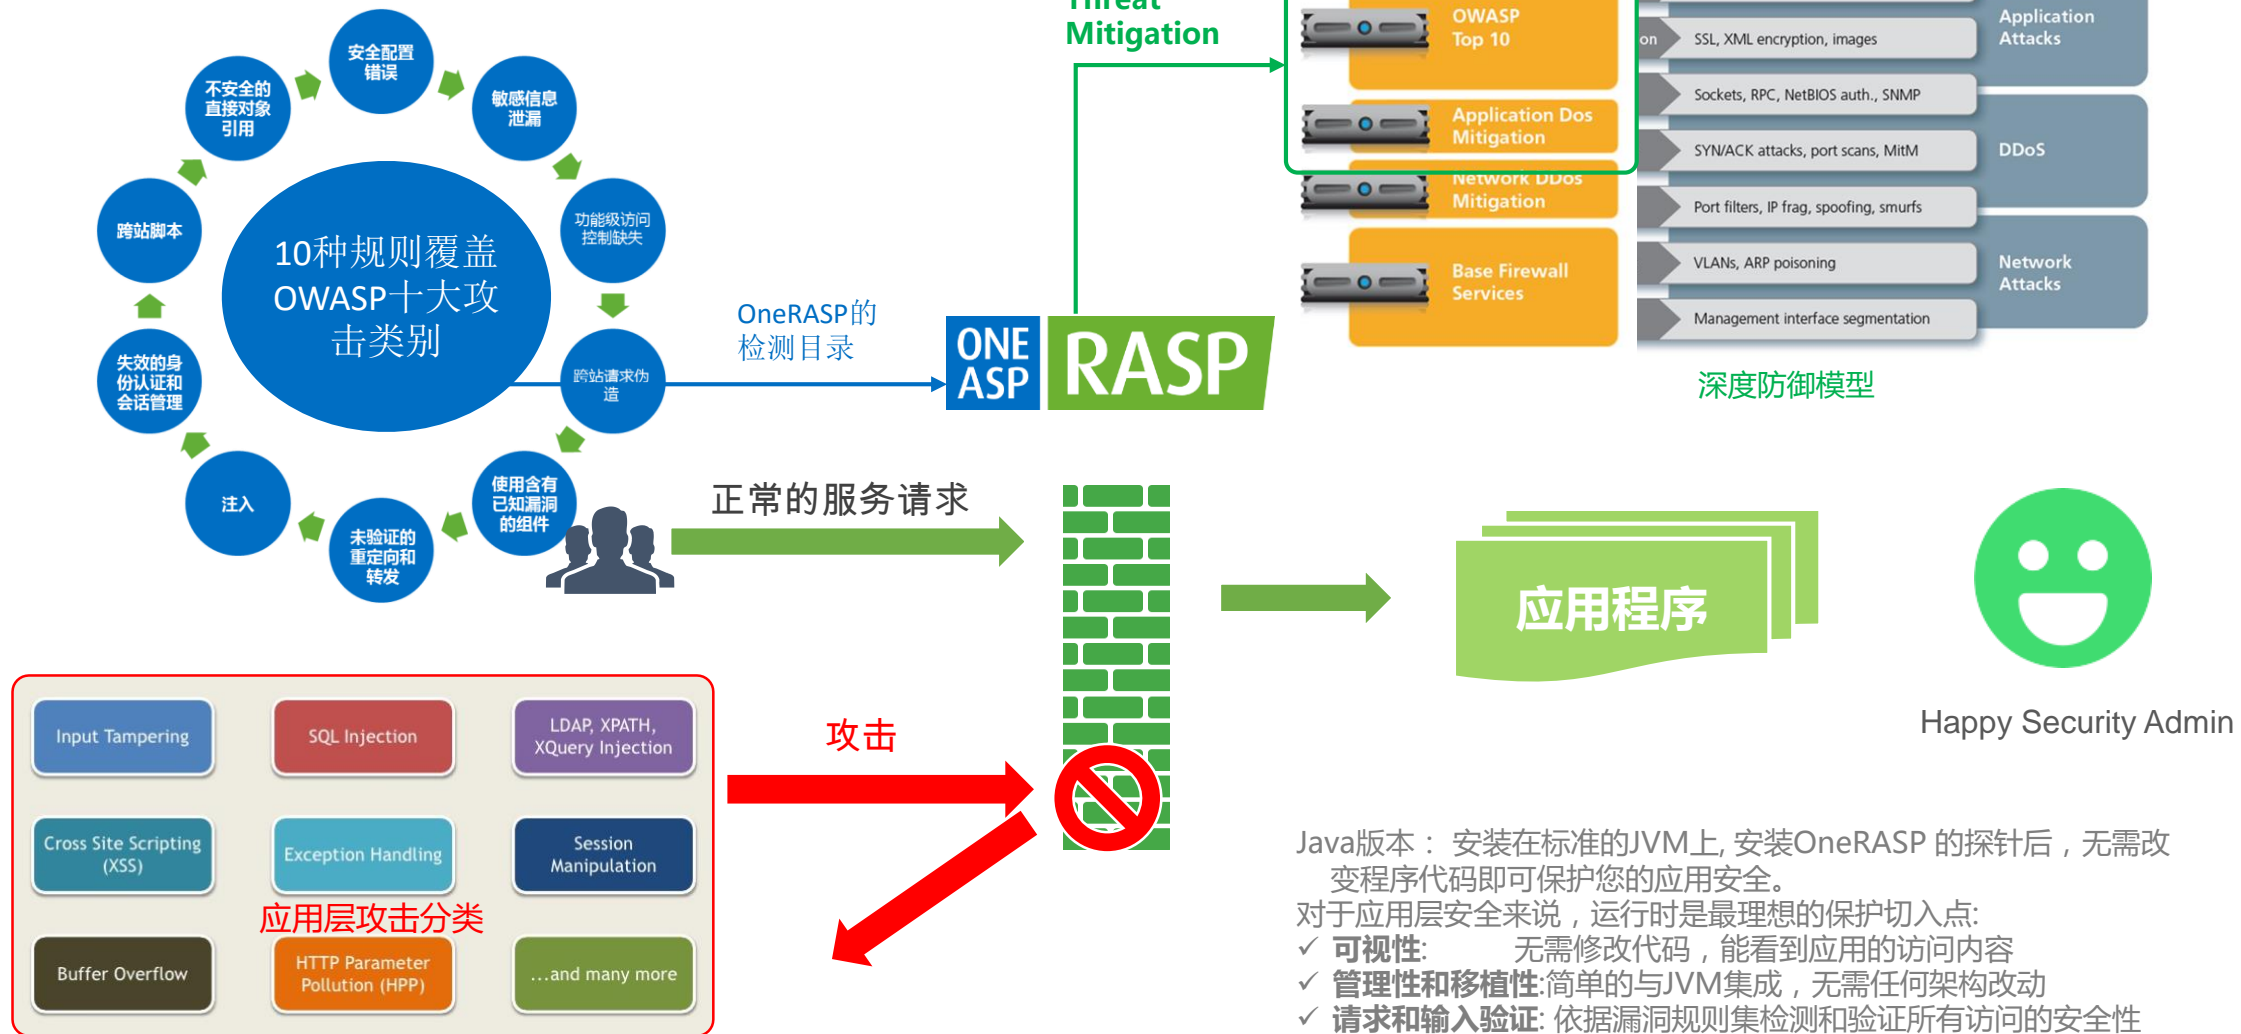 安全配置
错误
敏感信息
泄漏
功能级访问
控制缺失
跨站请求伪
造
使用含有
已知漏洞
的组件
未验证的
重定向和
转发
注入
失效的身
份认证和
会话管理
跨站脚本
不安全的
直接对象
引用
10种规则覆盖
OWASP十大攻
击类别
OneRASP的
检测目录
ONE
ASP
RASP
Threat
Mitigation
OWASP
Top 10
Application Dos
Mitigation
Network DDos
Mitigation
Base Firewall
Services
on
SSL, XML encryption, images
Sockets, RPC, NetBIOS auth., SNMP
SYN/ACK attacks, port scans, MitM
Port filters, IP frag, spoofing, smurfs
VLANs, ARP poisoning
Management interface segmentation
Application
Attacks
DDoS
Network
Attacks
深度防御模型
正常的服务请求
应用程序
Happy Security Admin
攻击
Input Tampering
SQL Injection
LDAP, XPATH,
XQuery Injection
Cross Site Scripting
(XSS)
Exception Handling
Session
Manipulation
应用层攻击分类
Buffer Overflow
HTTP Parameter
Pollution (HPP)
...and many more
Java版本： 安装在标准的JVM上, 安装OneRASP 的探针后，无需改
变程序代码即可保护您的应用安全。
对于应用层安全来说，运行时是最理想的保护切入点:
✓ 可视性: 无需修改代码，能看到应用的访问内容
✓ 管理性和移植性:简单的与JVM集成，无需任何架构改动
✓ 请求和输入验证: 依据漏洞规则集检测和验证所有访问的安全性